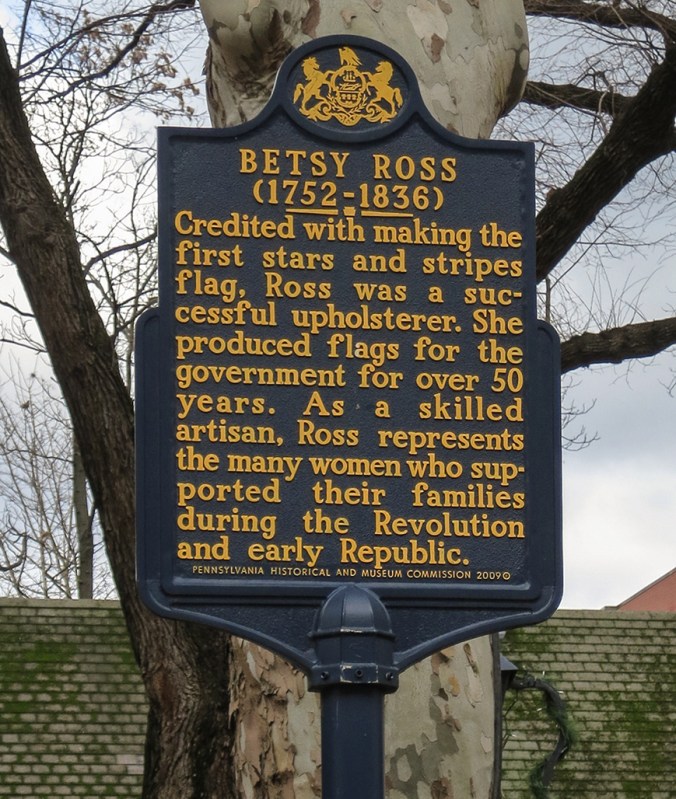 BETSY ROSS
(1752-1836)
Credited with making the
first stars and stripes
flag, Ross was a suc-
cessful upholsterer. She
produced flags for the
government for over 50
years. As a skilled
artisan, Ross represents
the many women who sup-
ported their families
during the Revolution
and early Republic.
PENNSYLVANIA HISTORICAL AND MUSEUM COMMISSION 2009©